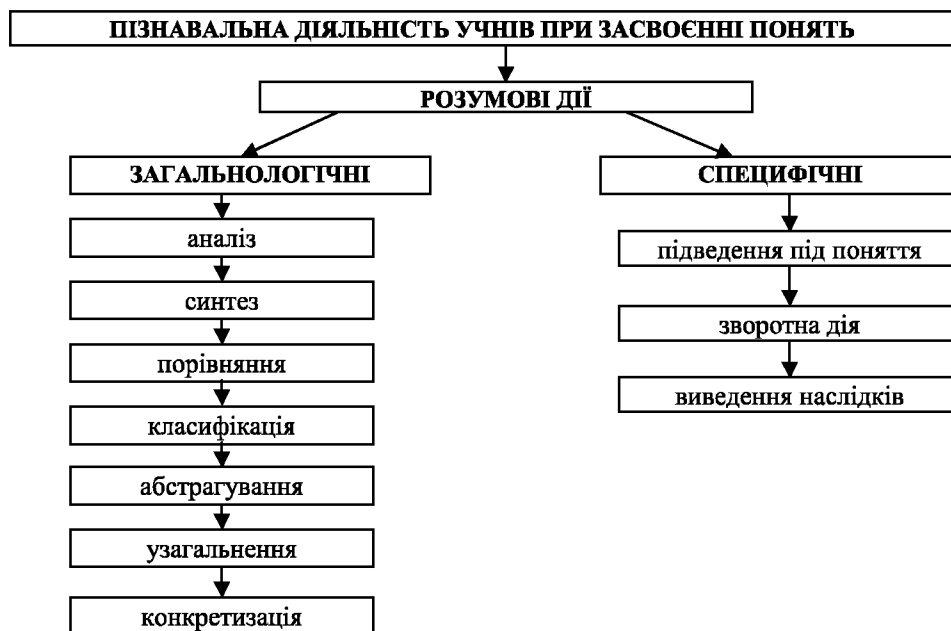 ПІЗНАВАЛЬНА ДІЯЛЬНІСТЬ УЧНІВ ПРИ ЗАСВОЄННІ ПОНЯТЬ
РОЗУМОВІ ДІЇ
ЗАГАЛЬНОЛОГІЧНІ
аналіз
синтез
порівняння
класифікація
абстрагування
узагальнення
конкретизація
СПЕЦИФІЧНІ
підведення під поняття
зворотна дія
виведення наслідків